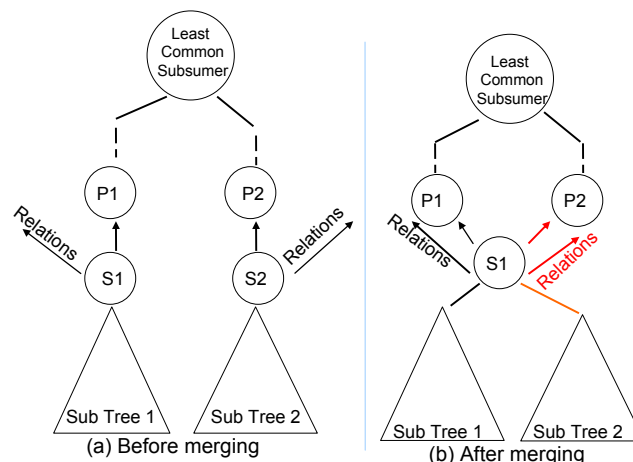 Least
Common
Subsumer
P1
P2
Relations
Relations
S1
S2
Sub Tree 1
Sub Tree 2
(a) Before merging
Least
Common
Subsumer
P1
P2
Relations
Relations
S1
Sub Tree 1
Sub Tree 2
(b) After merging